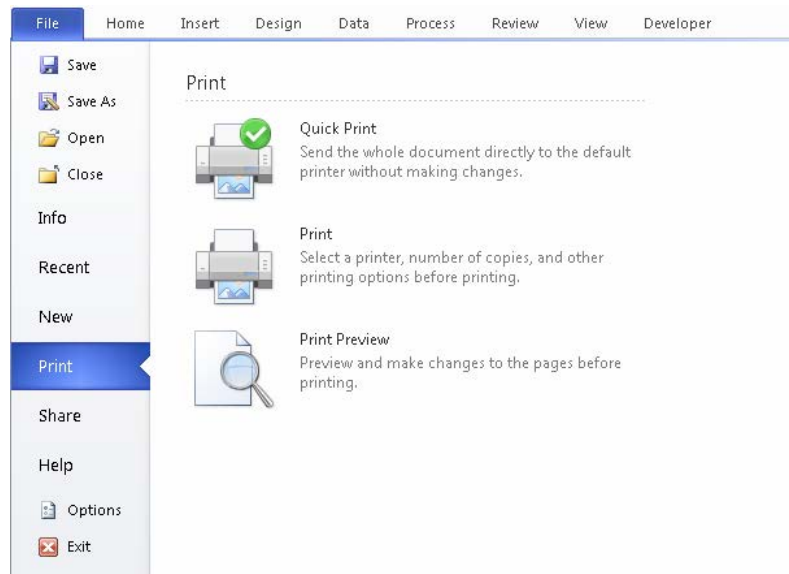 File Home Insert Design Data Process Review View Developer
Save
Save As
Open
Close
Info
Recent
New
Print
Share
Help
Options
Exit
Print
Quick Print
Send the whole document directly to the default
printer without making changes.
Print
Select a printer, number of copies, and other
printing options before printing.
Print Preview
Preview and make changes to the pages before
printing.